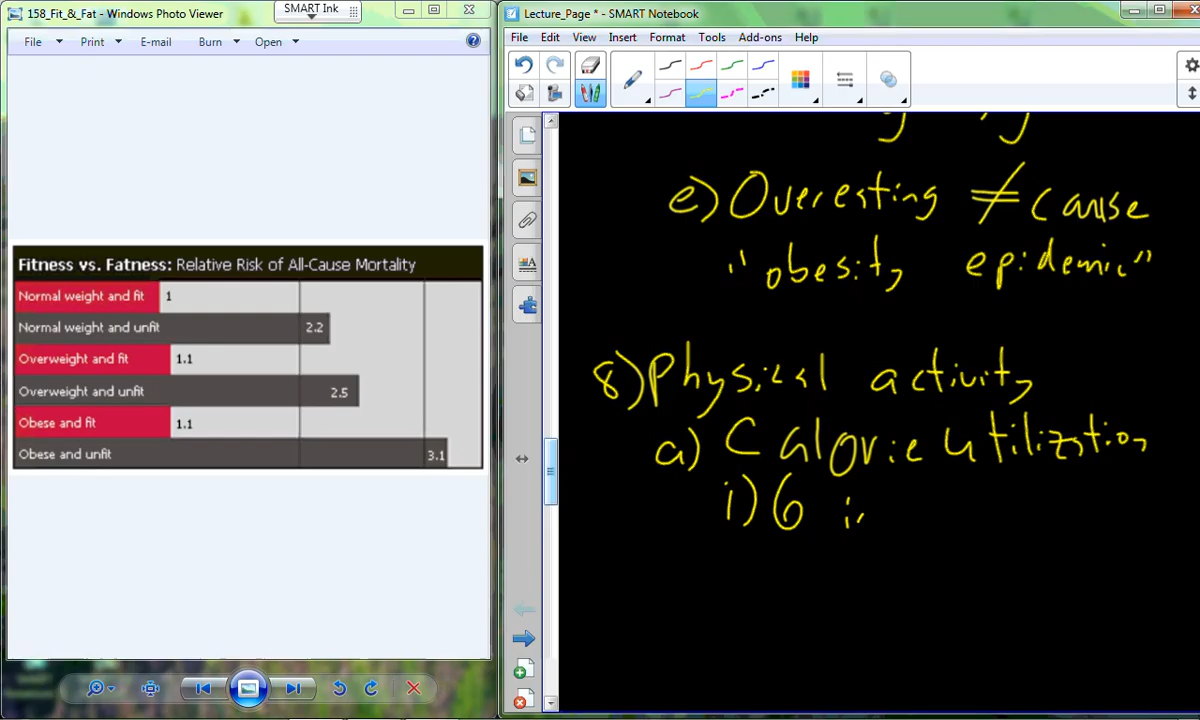 158_Fit_&_Fat - Windows Photo Viewer
SMART Ink
File Print E-mail Burn Open
Fitness vs. Fatness: Relative Risk of All-Cause Mortality
Normal weight and fit 1
Normal weight and unfit 2.2
Overweight and fit 1.1
Overweight and unfit 2.5
Obese and fit 1.1
Obese and unfit 3.1
Lecture_Page * - SMART Notebook
File Edit View Insert Format Tools Add-ons Help
e) Overeating ≠ cause
"obesity epidemic"
8) Physical activity
a) Calorie utilization
i) 6 i